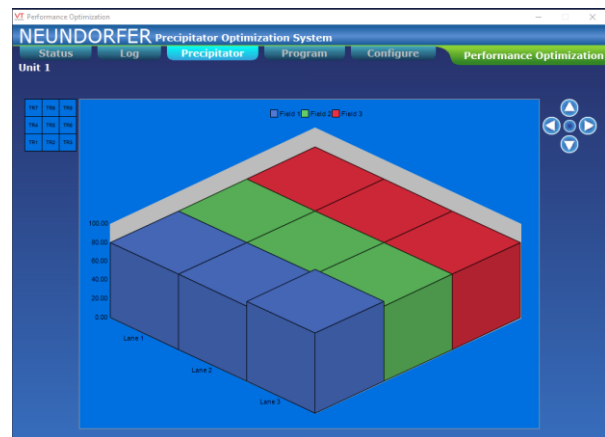 VT Performance Optimization
NEUNDORFER Precipitator Optimization System
Status Log Precipitator Program Configure Performance Optimization
Unit 1
Field 1 Field 2 Field 3
TR7 TR8 TR9
TR4 TR5 TR6
TR1 TR2 TR3
100.00
80.00
60.00
40.00
20.00
0.00
Lane 1
Lane 2
Lane 3